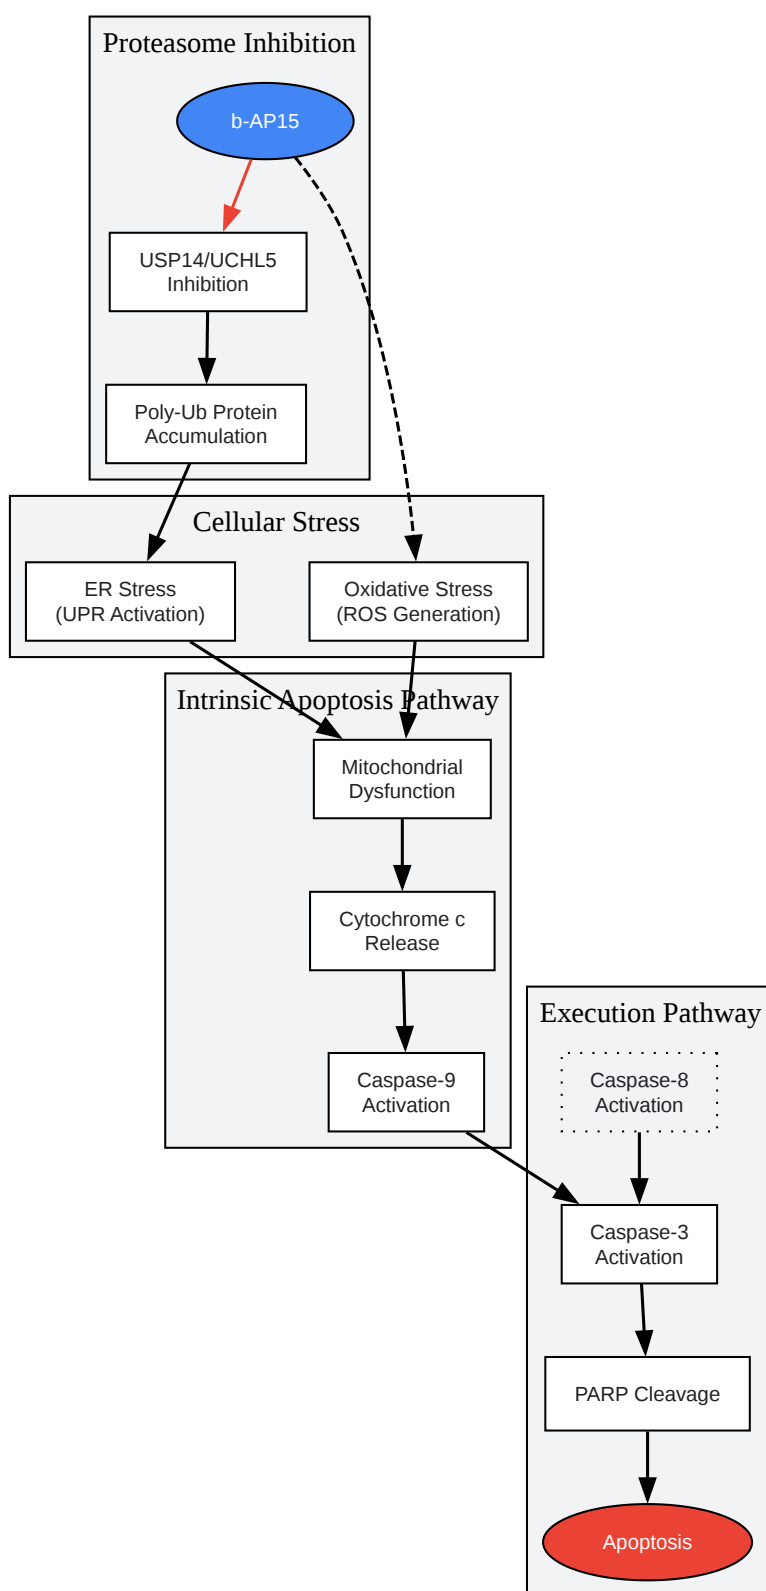 Proteasome Inhibition
b-AP15
USP14/UCHL5
Inhibition
Poly-Ub Protein
Accumulation
Cellular Stress
ER Stress
(UPR Activation)
Oxidative Stress
(ROS Generation)
Intrinsic Apoptosis Pathway
Mitochondrial
Dysfunction
Cytochrome c
Release
Caspase-9
Activation
Execution Pathway
Caspase-8
Activation
Caspase-3
Activation
PARP Cleavage
Apoptosis